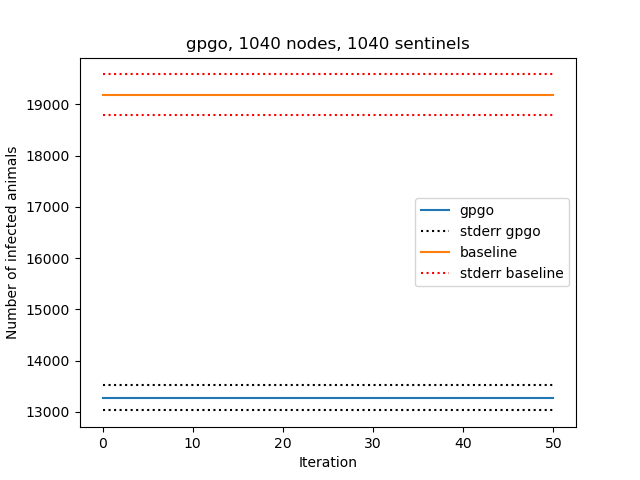 gpgo, 1040 nodes, 1040 sentinels
Number of infected animals
19000
18000
17000
16000
15000
14000
13000
gpgo
stderr gpgo
baseline
stderr baseline
0 10 20 30 40 50
Iteration